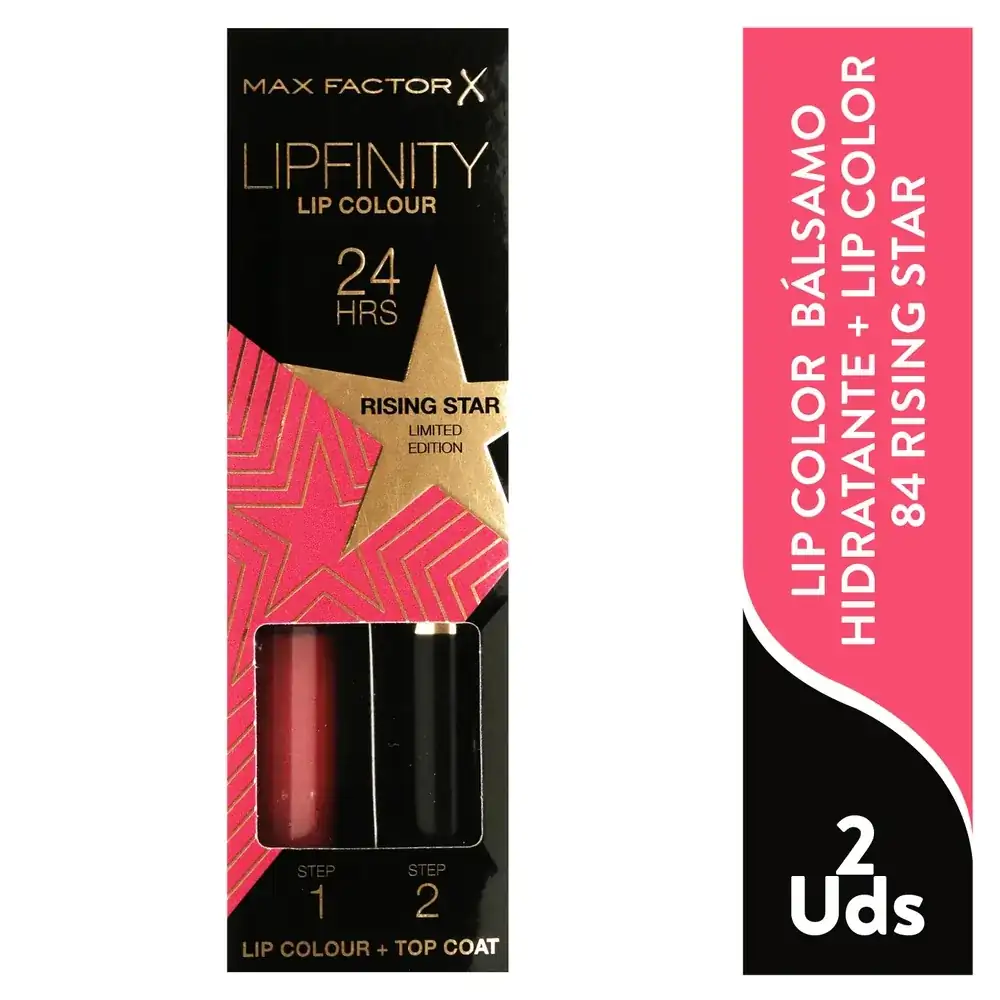 MAX FACTOR X
LIPFINITY
LIP COLOUR
24
HRS
RISING STAR
LIMITED
EDITION
STEP
1
STEP
2
LIP COLOUR + TOP COAT
LIP COLOR BÁLSAMO
HIDRATANTE + LIP COLOR
84 RISING STAR
2
Uds